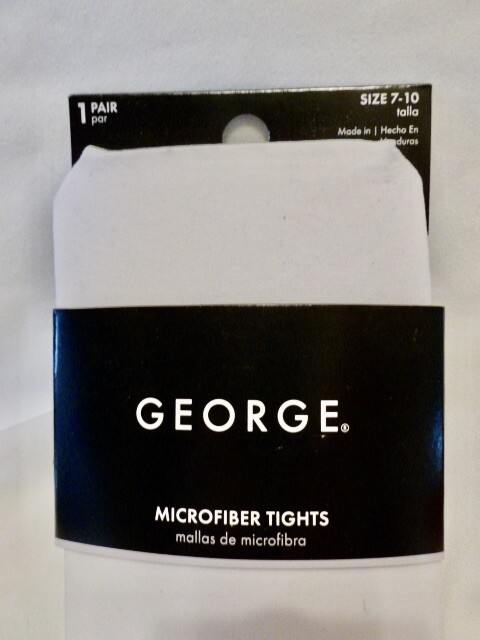 1 PAIR
par
SIZE 7-10
talla
Made in | Hecho En
GEORGE®
MICROFIBER TIGHTS
mallas de microfibra